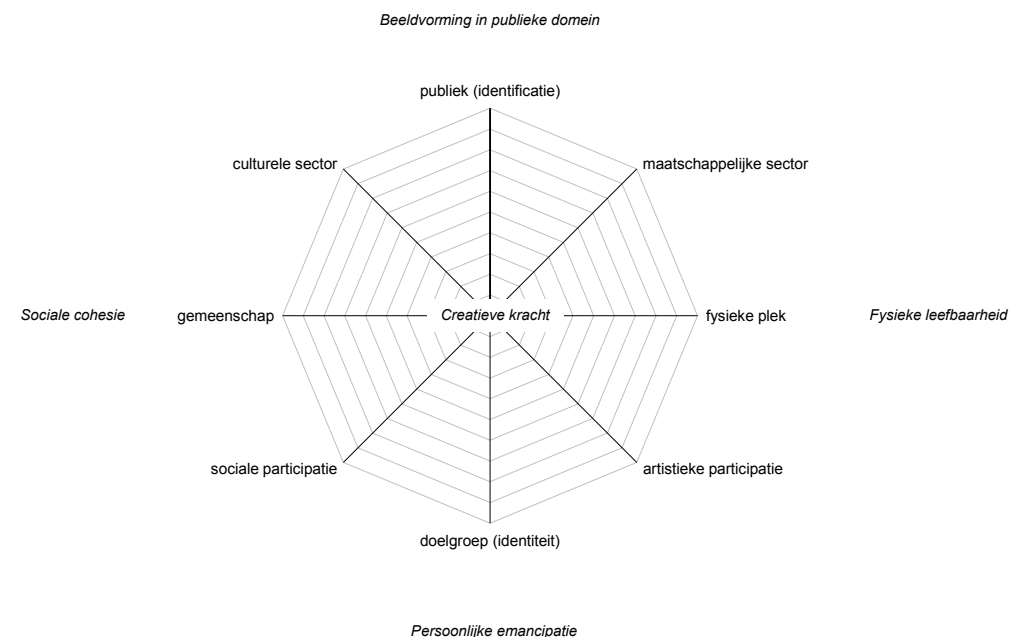 Beeldvorming in publieke domein
publiek (identificatie)
culturele sector
maatschappelijke sector
Sociale cohesie
gemeenschap
Creatieve kracht
fysieke plek
Fysieke leefbaarheid
sociale participatie
artistieke participatie
doelgroep (identiteit)
Persoonlijke emancipatie